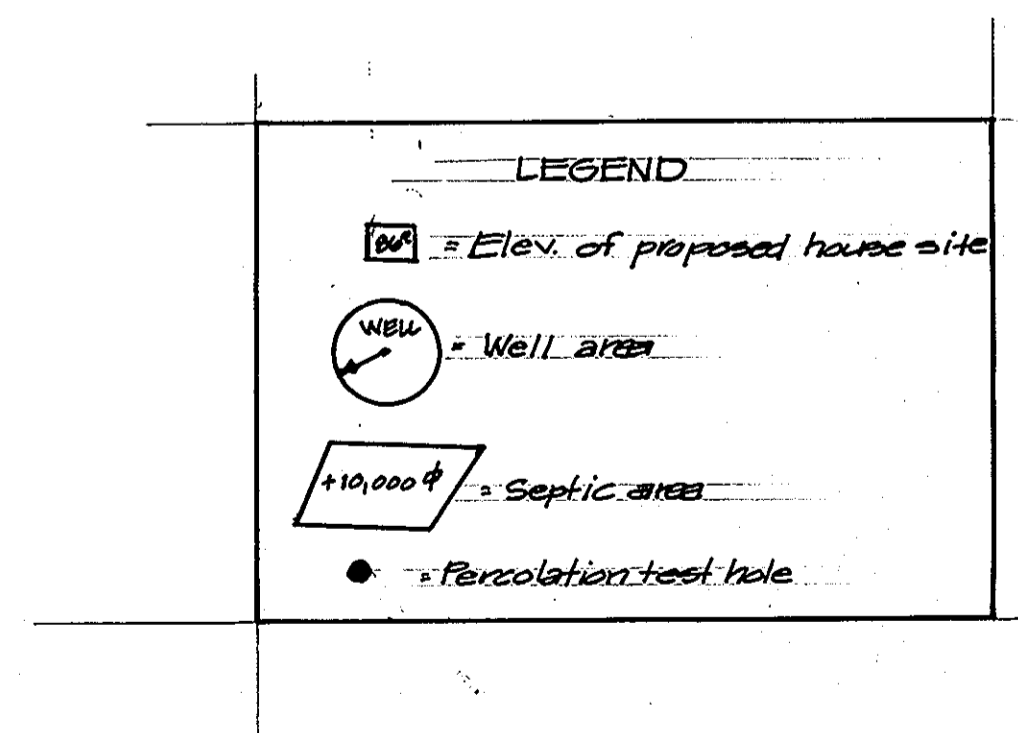 LEGEND
= Elev. of proposed house site
WELL = Well area
+10,000 ⌽ = Septic area
= Percolation test hole